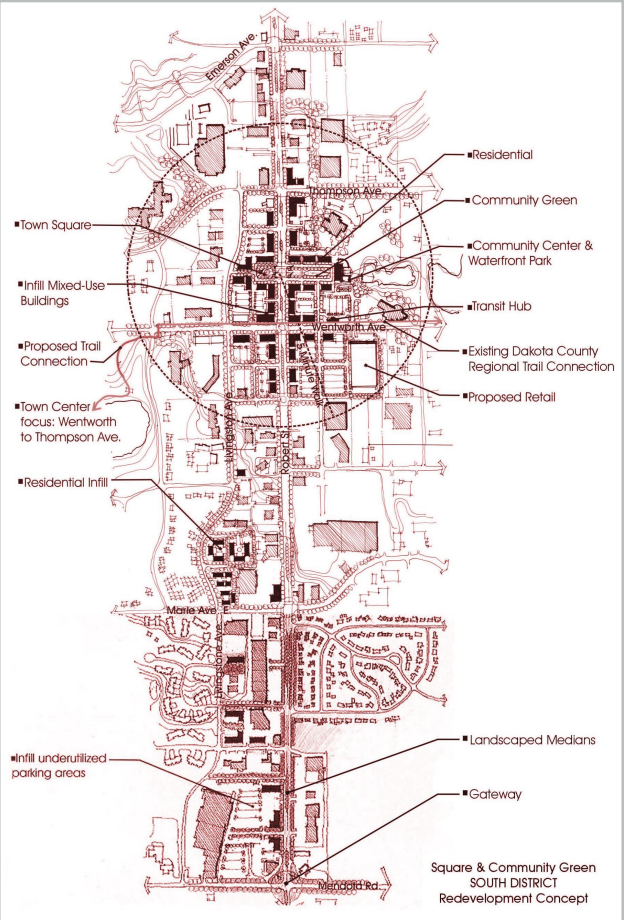 Emerson Ave.
■Residential
Thompson Ave
■Community Green
■Town Square
■Community Center &
Waterfront Park
■Infill Mixed-Use
Buildings
■Transit Hub
Wentworth Ave.
■Proposed Trail
Connection
■Existing Dakota County
Regional Trail Connection
5 Minute Walk
■Proposed Retail
■Town Center
focus: Wentworth
to Thompson Ave.
Livingston Ave.
Robert St.
■Residential Infill
Marie Ave.
Livingstone Ave.
■Landscaped Medians
■Infill underutilized
parking areas
■Gateway
Mendota Rd.
Square & Community Green
SOUTH DISTRICT
Redevelopment Concept